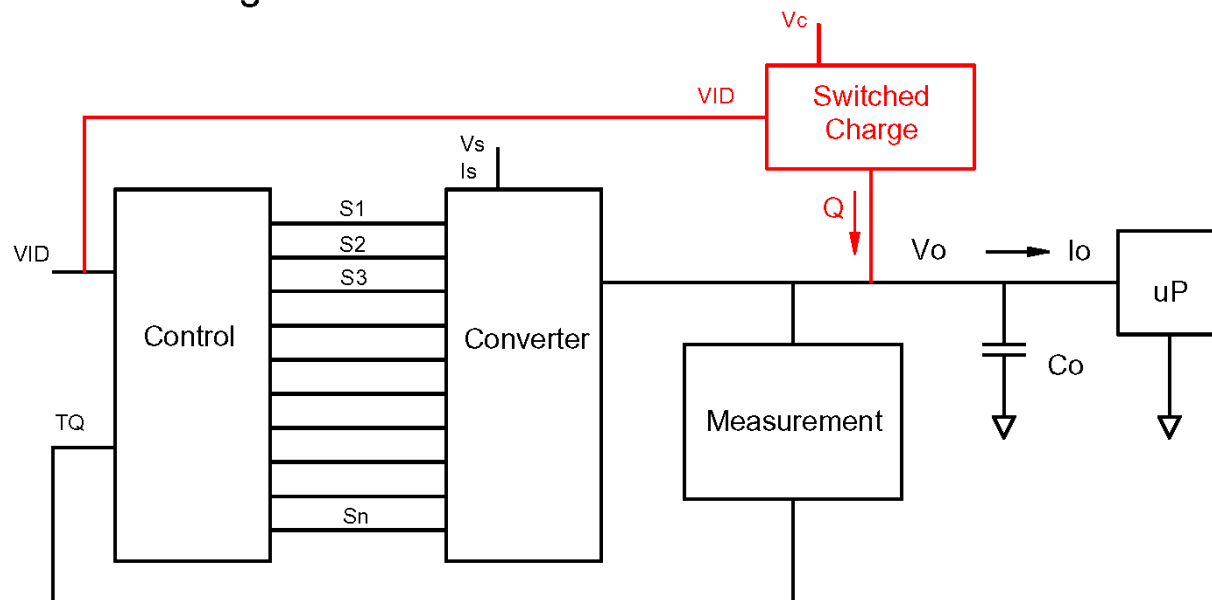 g
Vc
VID
Switched
Charge
Vs
Is
S1
Q
VID
S2
Vo
Io
S3
uP
Control
Converter
Co
TQ
Measurement
Sn